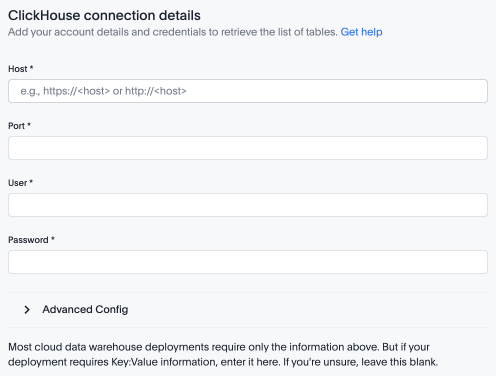 ClickHouse connection details
Add your account details and credentials to retrieve the list of tables. Get help
Host *
e.g., https://<host> or http://<host>
Port *
User *
Password *
Advanced Config
Most cloud data warehouse deployments require only the information above. But if your
deployment requires Key:Value information, enter it here. If you're unsure, leave this blank.